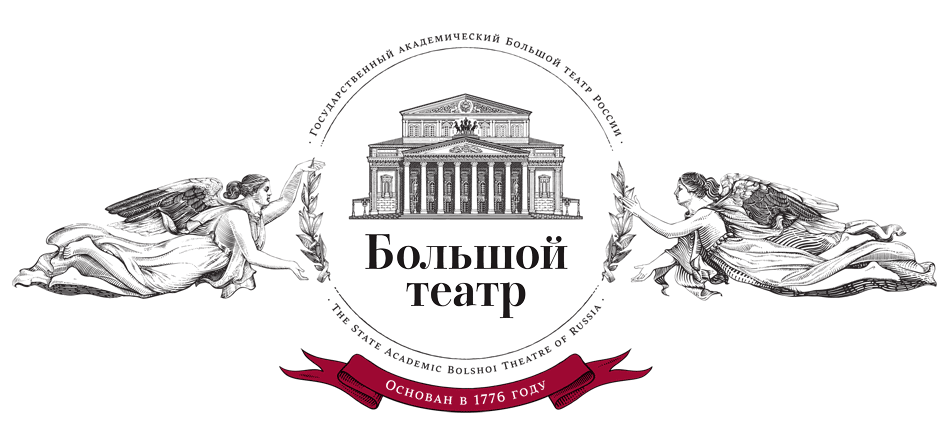 · Государственный академический Большой театр России ·
Большой
театр
· The State Academic Bolshoi Theatre of Russia ·
Основан в 1776 году